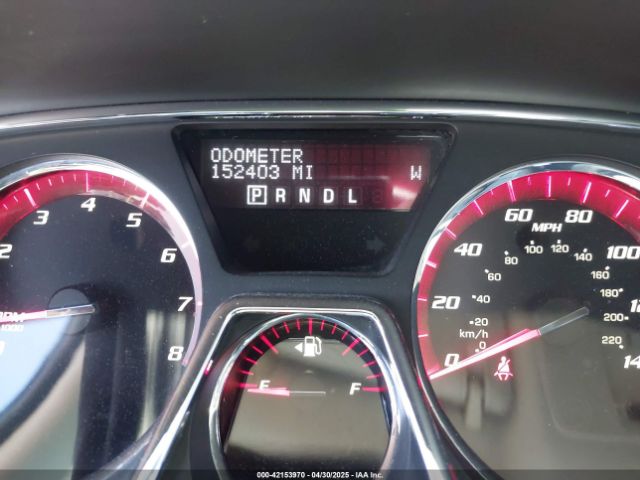 ODOMETER
152403 MI W
P R N D L
2 3 4 5 6 7 8
0 20 40 60 80 100
MPH
0 20 40 60 80 100 120 140 160 180 200 220
km/h
E F
000-42153970 - 04/30/2025 - IAA Inc.